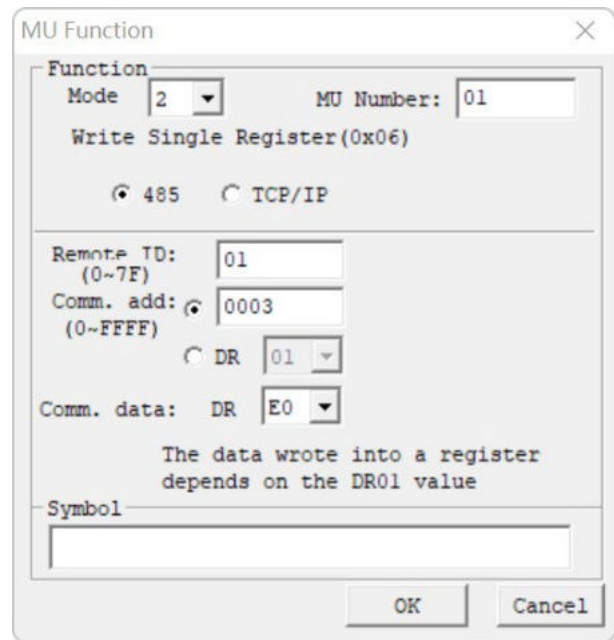 MU Function
Function
Mode 2 MU Number: 01
Write Single Register(0x06)
485 TCP/IP
Remote ID: 01
(0~7F)
Comm. add: 0003
(0~FFFF)
DR 01
Comm. data: DR E0
The data wrote into a register
depends on the DR01 value
Symbol
OK Cancel